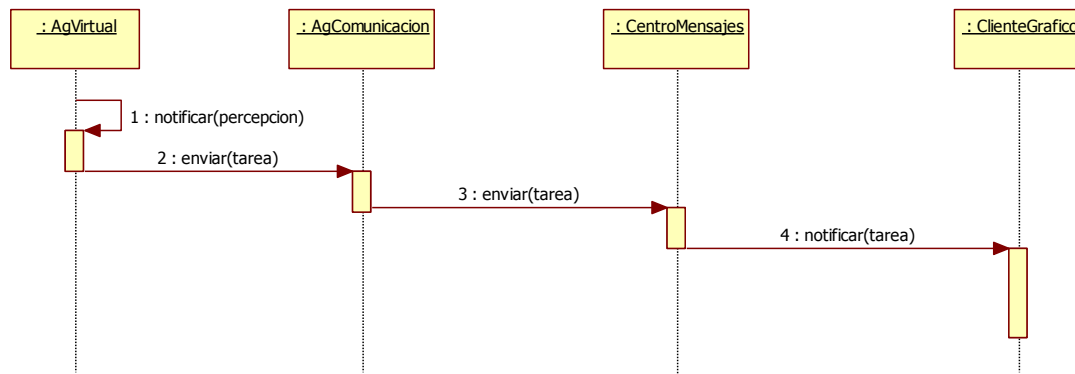 : AgVirtual
: AgComunicacion
: CentroMensajes
: ClienteGrafico
1 : notificar(percepcion)
2 : enviar(tarea)
3 : enviar(tarea)
4 : notificar(tarea)